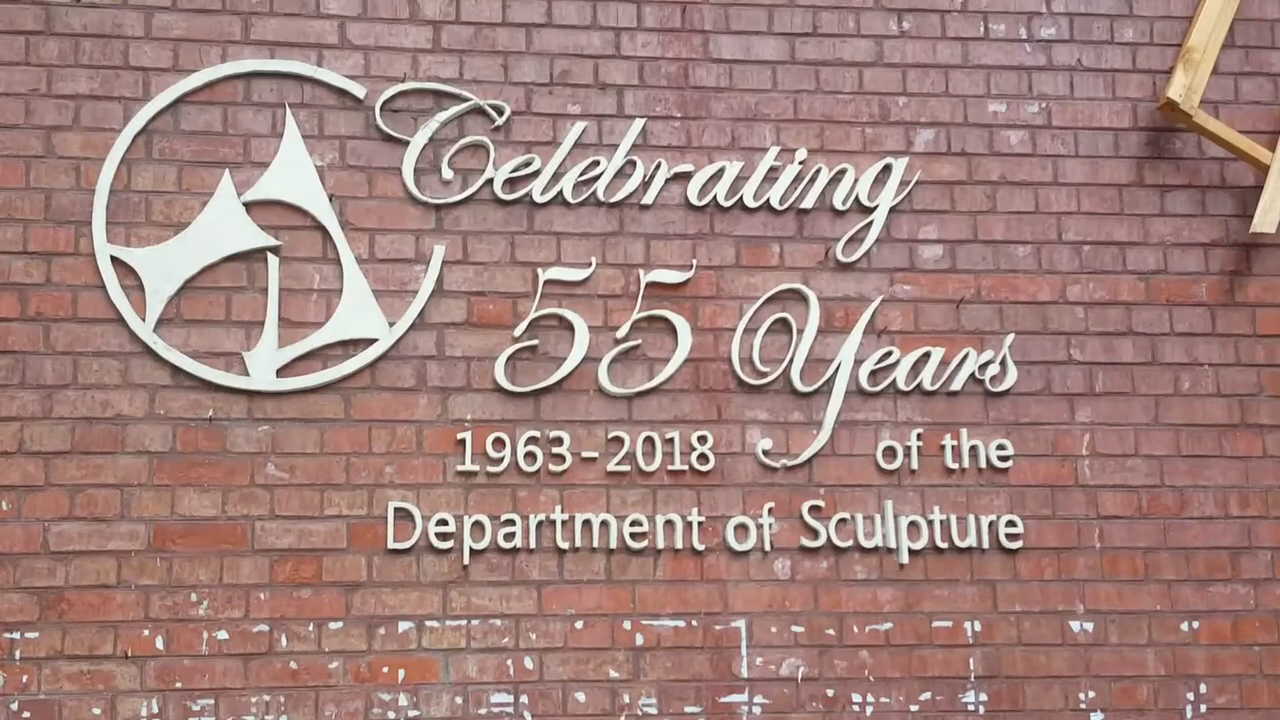 Celebrating
55 Years
1963-2018 of the
Department of Sculpture